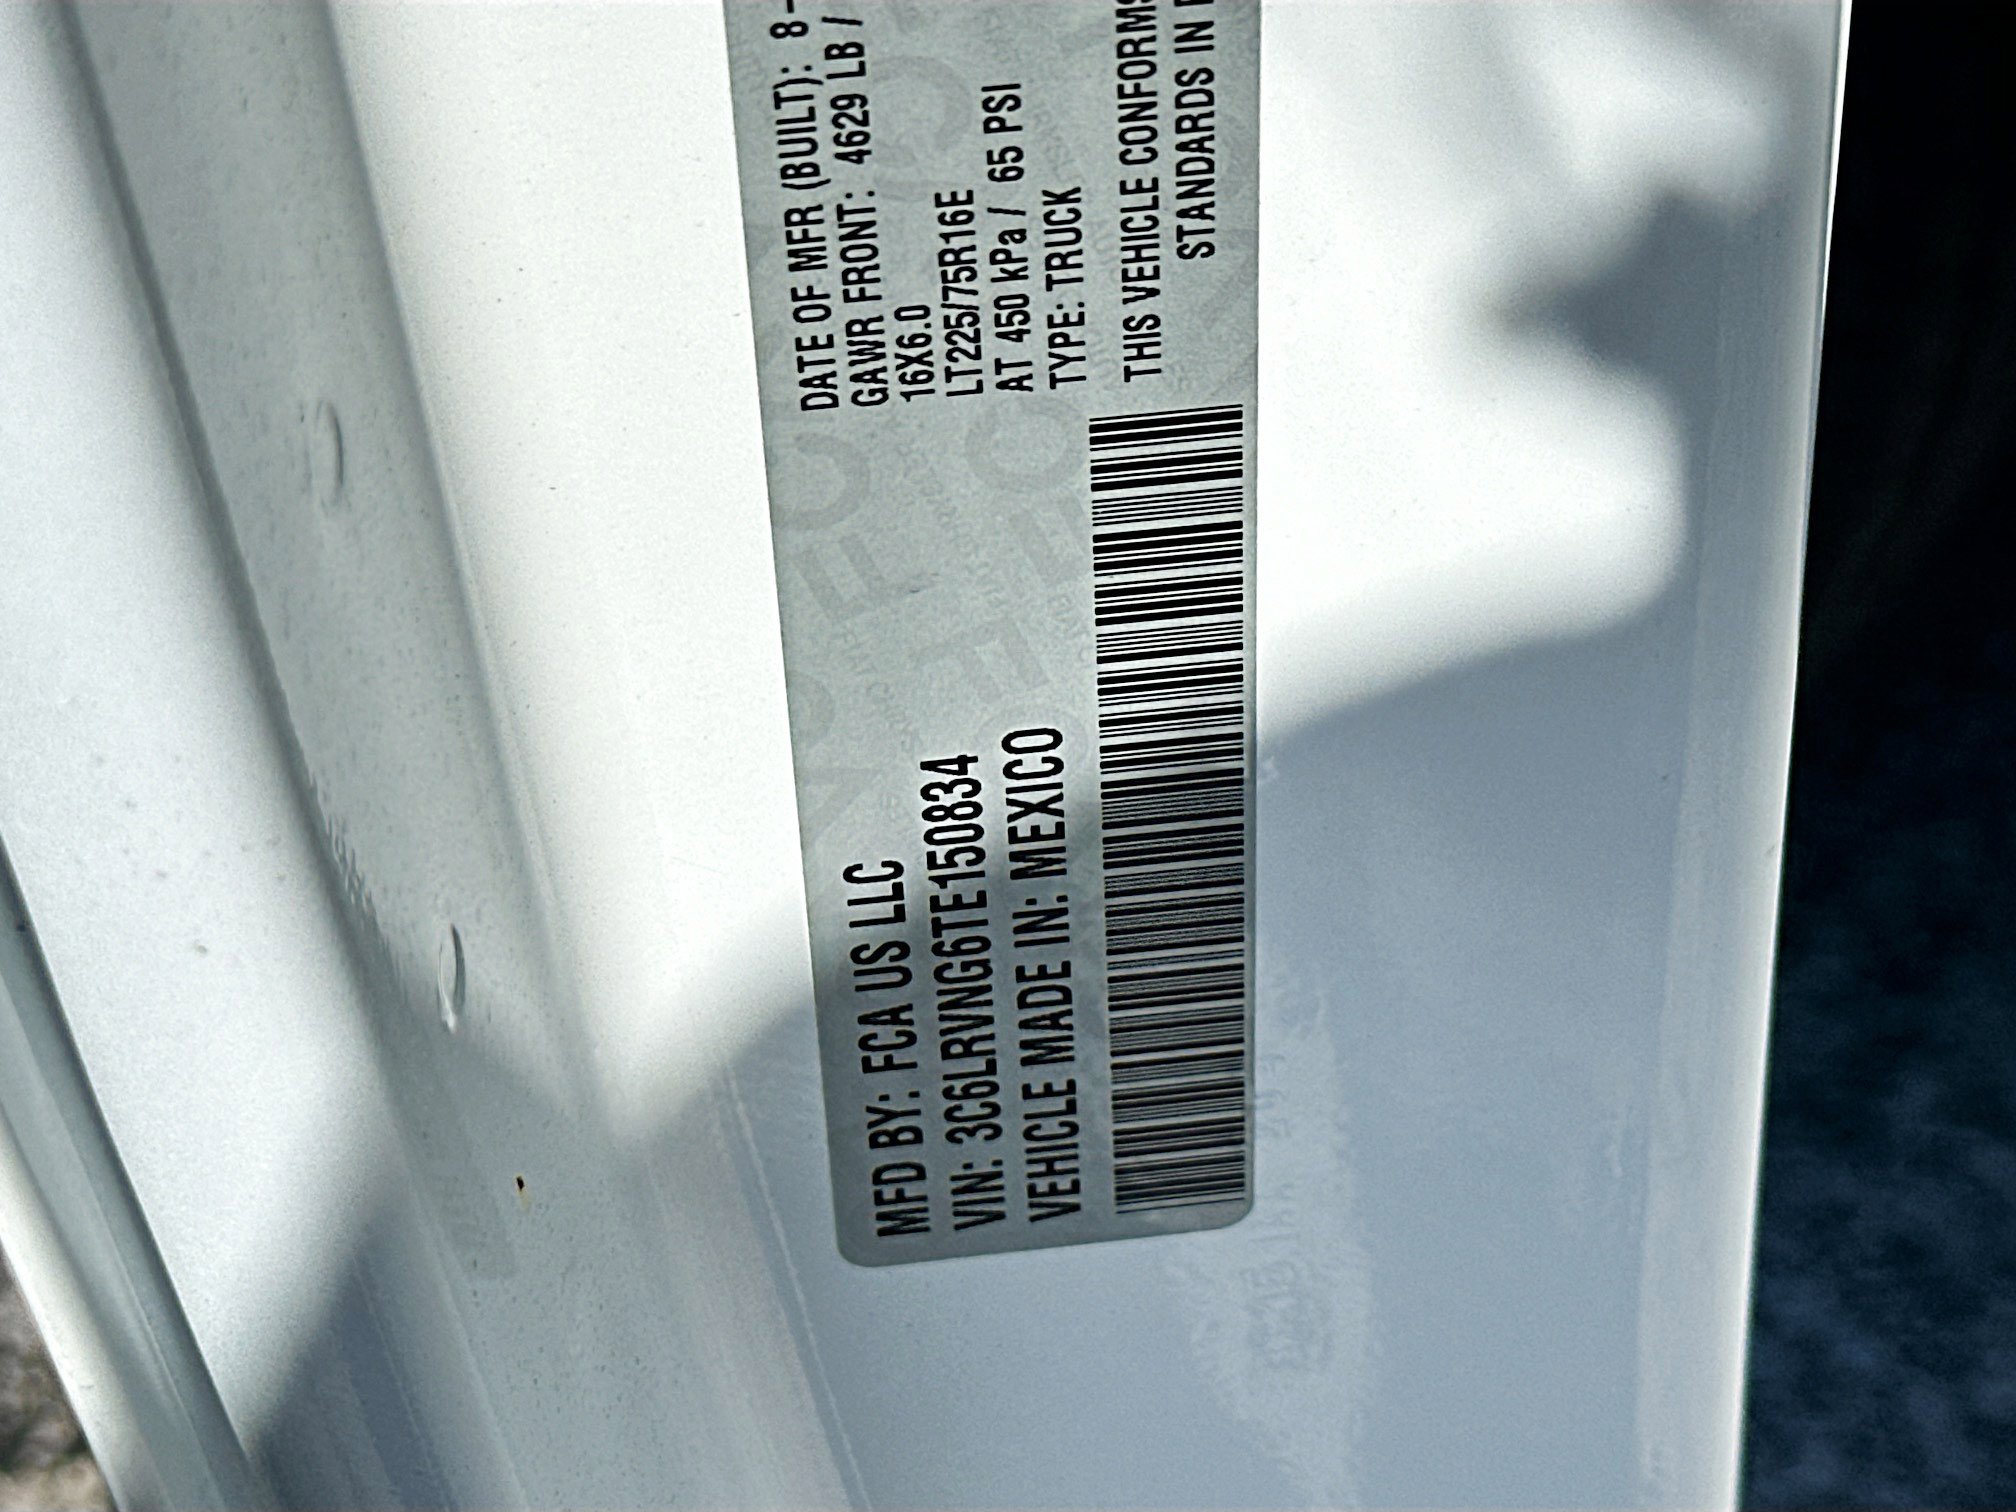 MFD BY: FCA US LLC
VIN: 3C6LRVNG6TE150834
VEHICLE MADE IN: MEXICO
DATE OF MFR (BUILT): 8-
GAWR FRONT: 4629 LB /
16X6.0
LT225/75R16E
AT 450 kPa / 65 PSI
TYPE: TRUCK
THIS VEHICLE CONFORMS
STANDARDS IN